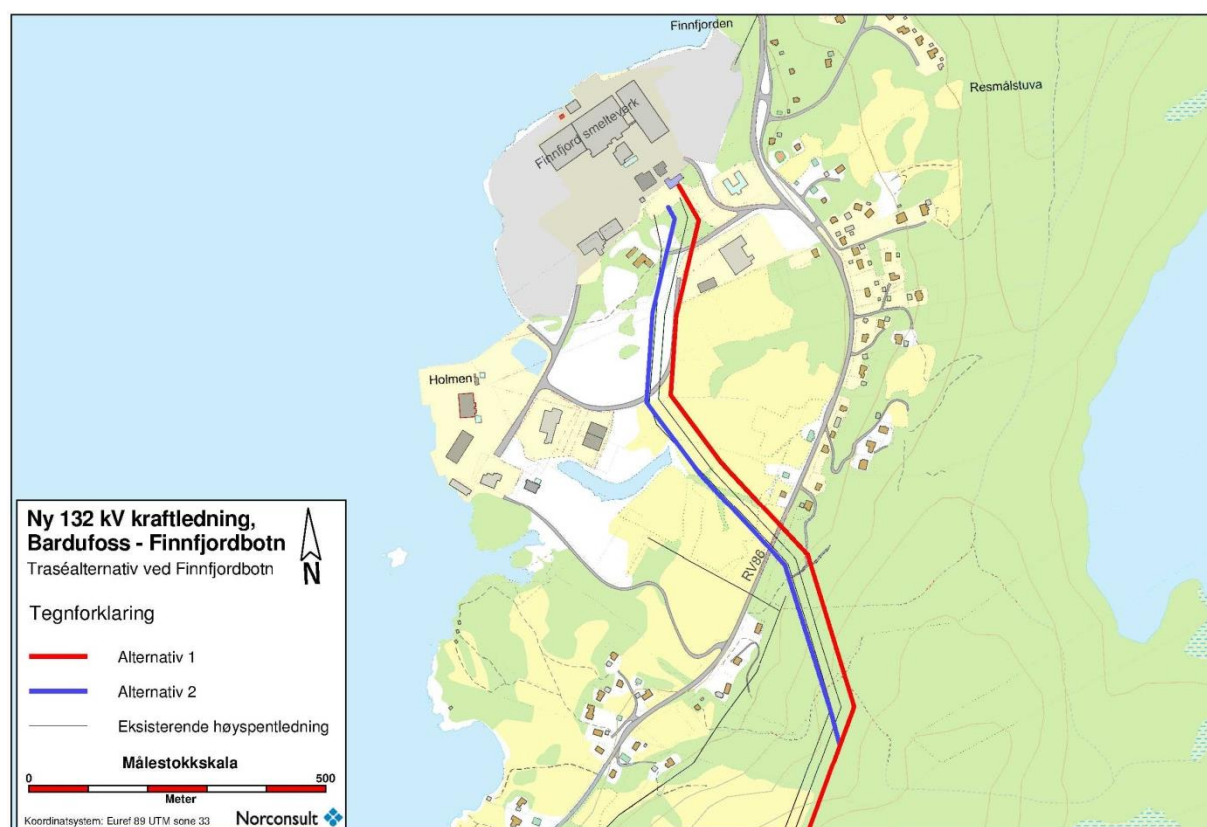 Finnfjorden
Resmålstuva
Finnfjord smelteverk
Holmen
RV86
Ny 132 kV kraftledning,
Bardufoss - Finnfjordbotn
Traséalternativ ved Finnfjordbotn
N
Tegnforklaring
Alternativ 1
Alternativ 2
Eksisterende høyspentledning
Målestokkskala
0 500
Meter
Koordinatsystem: Euref 89 UTM sone 33 Norconsult